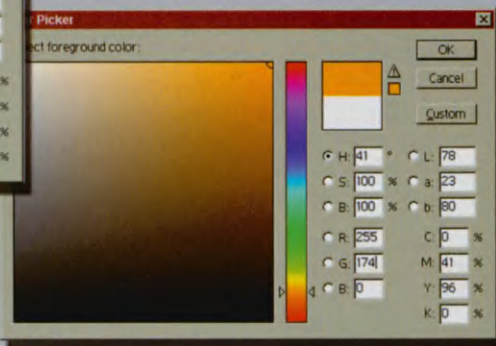 r Picker
ect foreground color:
OK
Cancel
Custom
H: 41 °
S: 100 %
B: 100 %
R: 255
G: 174
B: 0
L: 78
a: 23
b: 80
C: 0 %
M: 41 %
Y: 96 %
K: 0 %
%
%
%
%